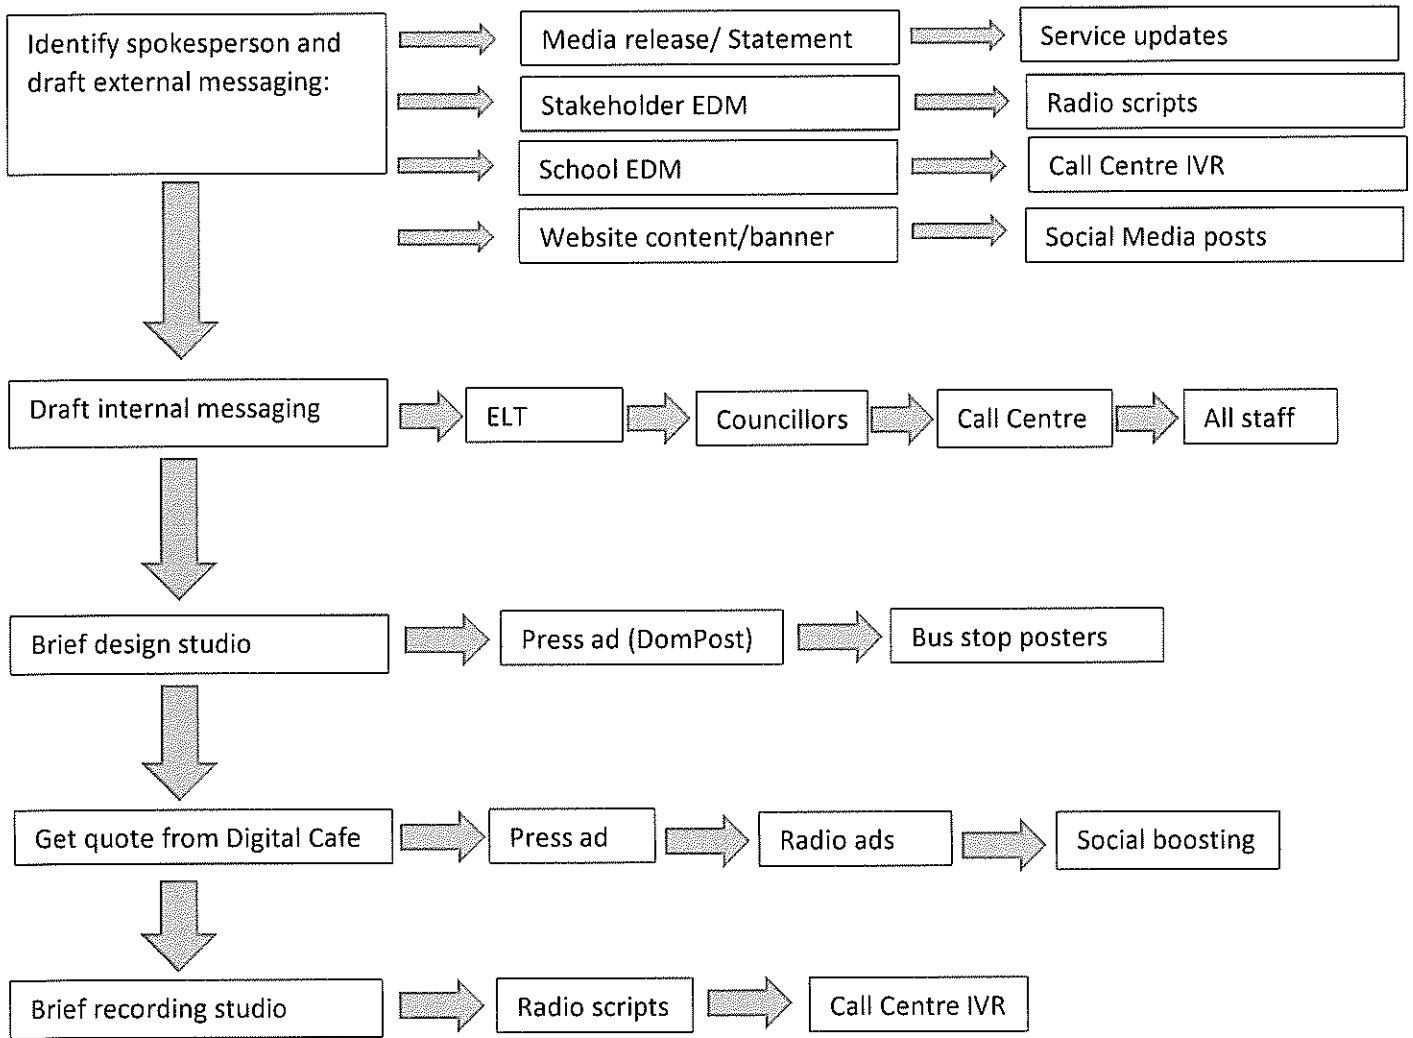 Identify spokesperson and
draft external messaging:
Media release/ Statement
Service updates
Stakeholder EDM
Radio scripts
School EDM
Call Centre IVR
Website content/banner
Social Media posts
Draft internal messaging
ELT
Councillors
Call Centre
All staff
Brief design studio
Press ad (DomPost)
Bus stop posters
Get quote from Digital Cafe
Press ad
Radio ads
Social boosting
Brief recording studio
Radio scripts
Call Centre IVR